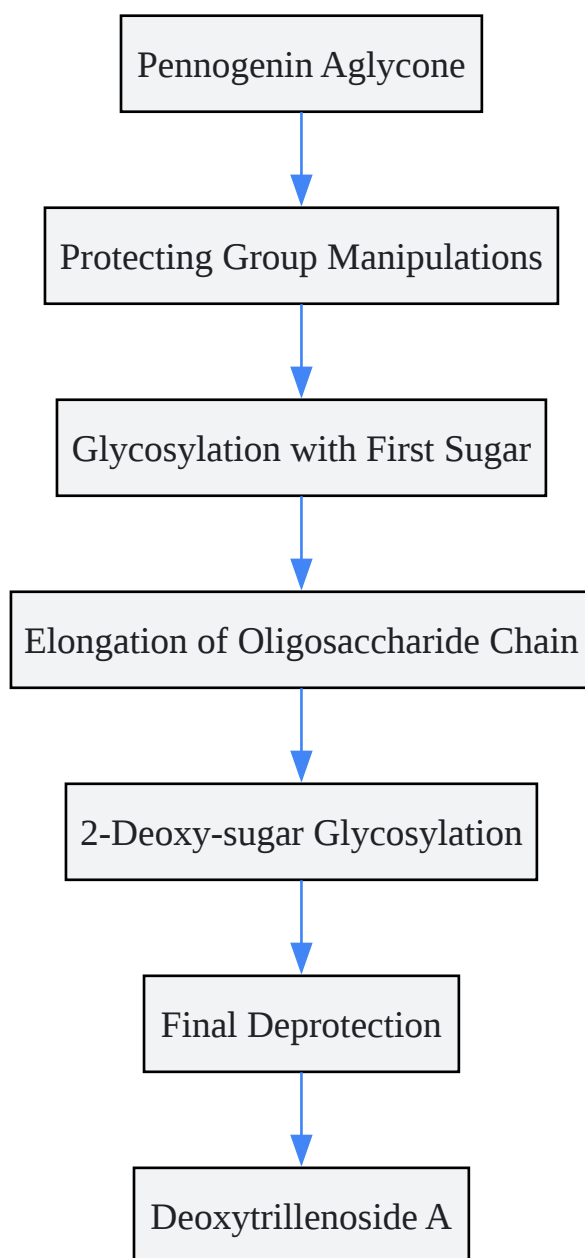 Pennogenin Aglycone
Protecting Group Manipulations
Glycosylation with First Sugar
Elongation of Oligosaccharide Chain
2-Deoxy-sugar Glycosylation
Final Deprotection
Deoxytrillenoside A